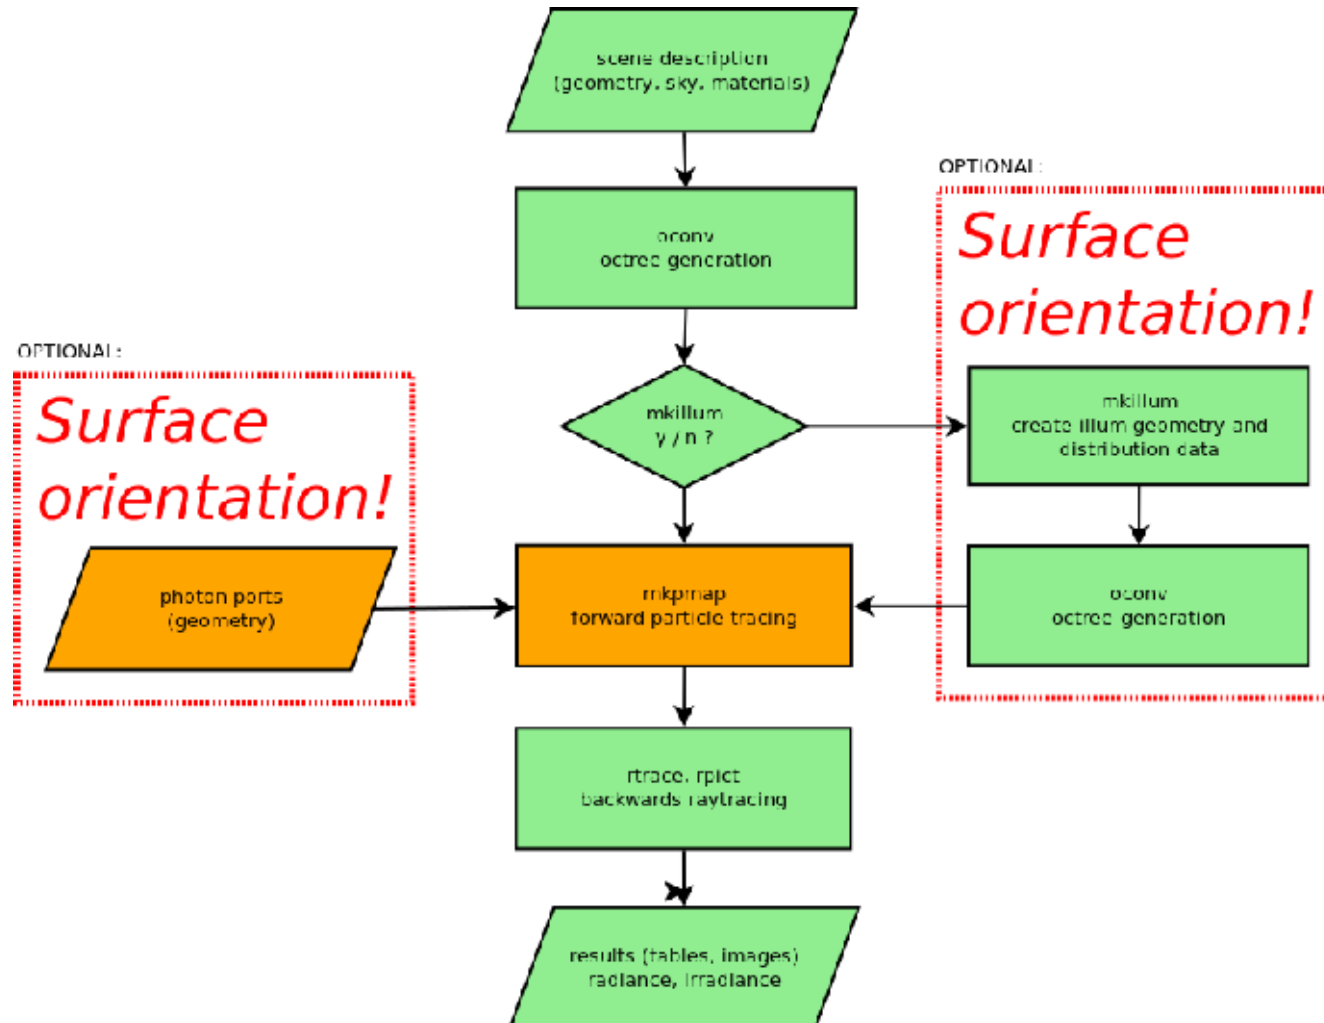 scene description
(geometry, sky, materials)
OPTIONAL:
oconv
octree generation
Surface
orientation!
OPTIONAL:
Surface
orientation!
mkillum
y / n ?
mkillum
create illum geometry and
distribution data
photon ports
(geometry)
mkpmap
forward particle tracing
oconv
octree generation
rtrace, rpict
backwards raytracing
results (tables, images)
radiance, irradiance